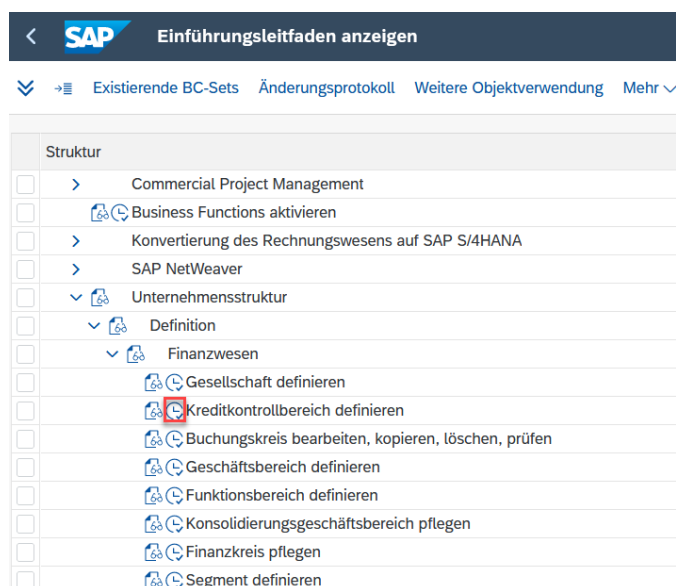 SAP Einführungsleitfaden anzeigen
Existierende BC-Sets Änderungsprotokoll Weitere Objektverwendung Mehr
Struktur
Commercial Project Management
Business Functions aktivieren
Konvertierung des Rechnungswesens auf SAP S/4HANA
SAP NetWeaver
Unternehmensstruktur
Definition
Finanzwesen
Gesellschaft definieren
Kreditkontrollbereich definieren
Buchungskreis bearbeiten, kopieren, löschen, prüfen
Geschäftsbereich definieren
Funktionsbereich definieren
Konsolidierungsgeschäftsbereich pflegen
Finanzkreis pflegen
Segment definieren